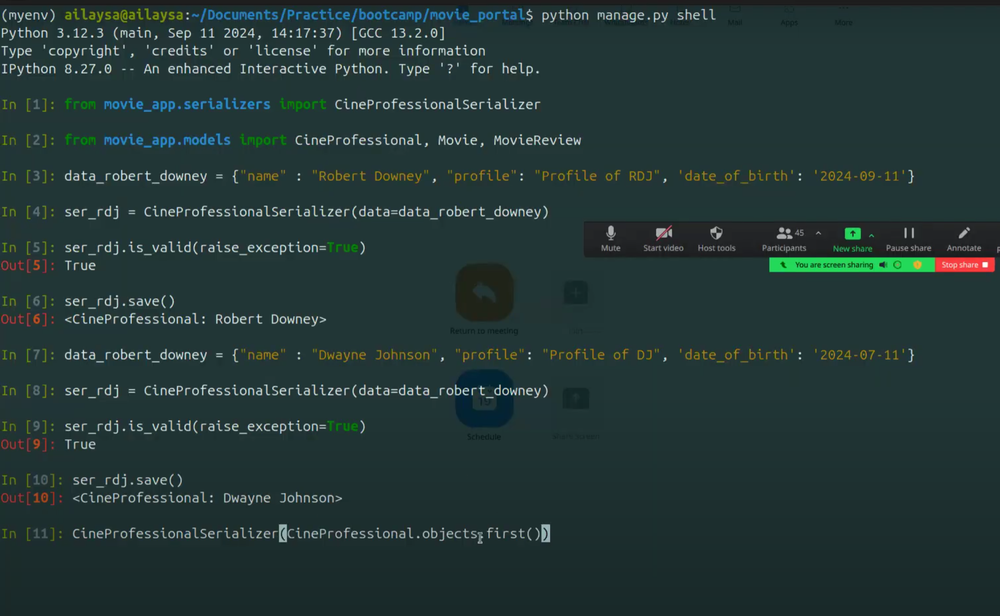 (myenv) ailaysa@ailaysa:~/Documents/Practice/bootcamp/movie_portal$ python manage.py shell
Mail Apps More
Python 3.12.3 (main, Sep 11 2024, 14:17:37) [GCC 13.2.0]
Type 'copyright', 'credits' or 'license' for more information
IPython 8.27.0 -- An enhanced Interactive Python. Type '?' for help.
In [1]: from movie_app.serializers import CineProfessionalSerializer
In [2]: from movie_app.models import CineProfessional, Movie, MovieReview
In [3]: data_robert_downey = {"name" : "Robert Downey", "profile": "Profile of RDJ", 'date_of_birth': '2024-09-11'}
In [4]: ser_rdj = CineProfessionalSerializer(data=data_robert_downey)
45
Mute Start video Host tools Participants New share Pause share Annotate
In [5]: ser_rdj.is_valid(raise_exception=True)
Out[5]: True
You are screen sharing Stop share
In [6]: ser_rdj.save()
Out[6]: <CineProfessional: Robert Downey>
Return to meeting
In [7]: data_robert_downey = {"name" : "Dwayne Johnson", "profile": "Profile of DJ", 'date_of_birth': '2024-07-11'}
In [8]: ser_rdj = CineProfessionalSerializer(data=data_robert_downey)
19
In [9]: ser_rdj.is_valid(raise_exception=True)
Schedule Share screen
Out[9]: True
In [10]: ser_rdj.save()
Out[10]: <CineProfessional: Dwayne Johnson>
In [11]: CineProfessionalSerializer(CineProfessional.objects.first())